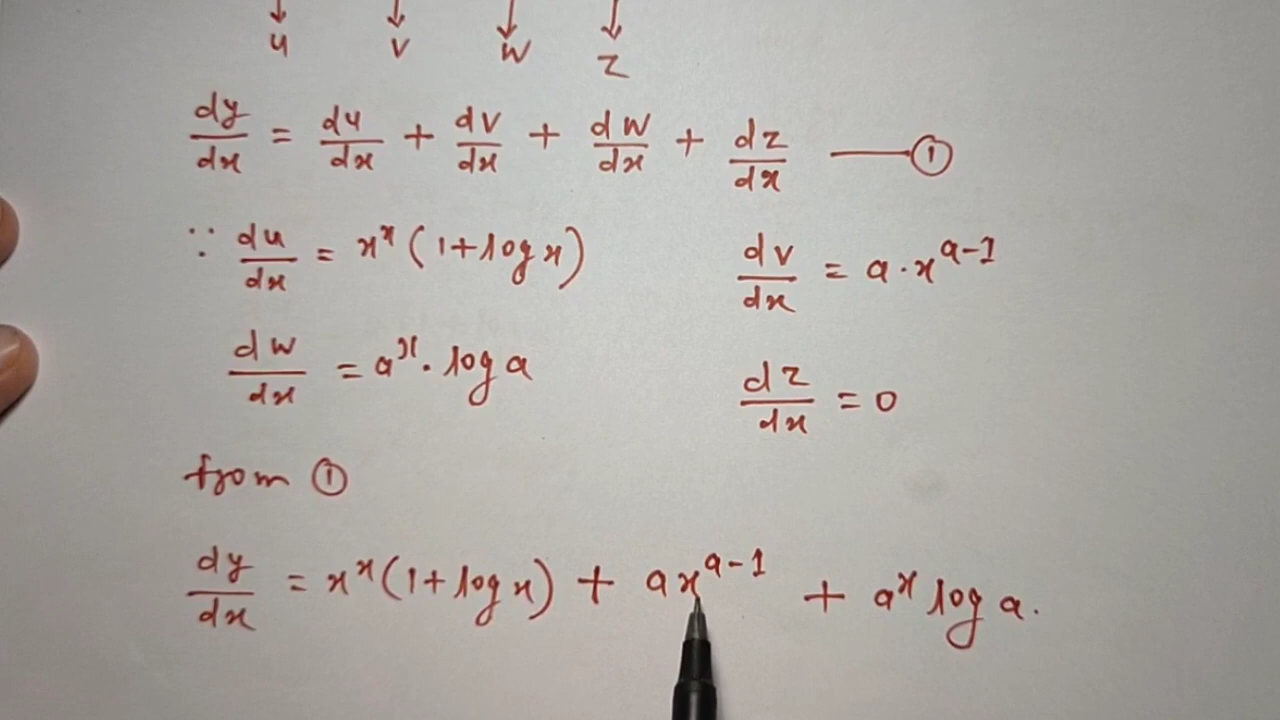 ↓ ↓ ↓ ↓
u v w z
dy/dx = du/dx + dv/dx + dw/dx + dz/dx —— ①
∵ du/dx = x^x (1+log x) dv/dx = a·x^(a-1)
dw/dx = a^x · log a dz/dx = 0
from ①
dy/dx = x^x (1+log x) + ax^(a-1) + a^x log a.